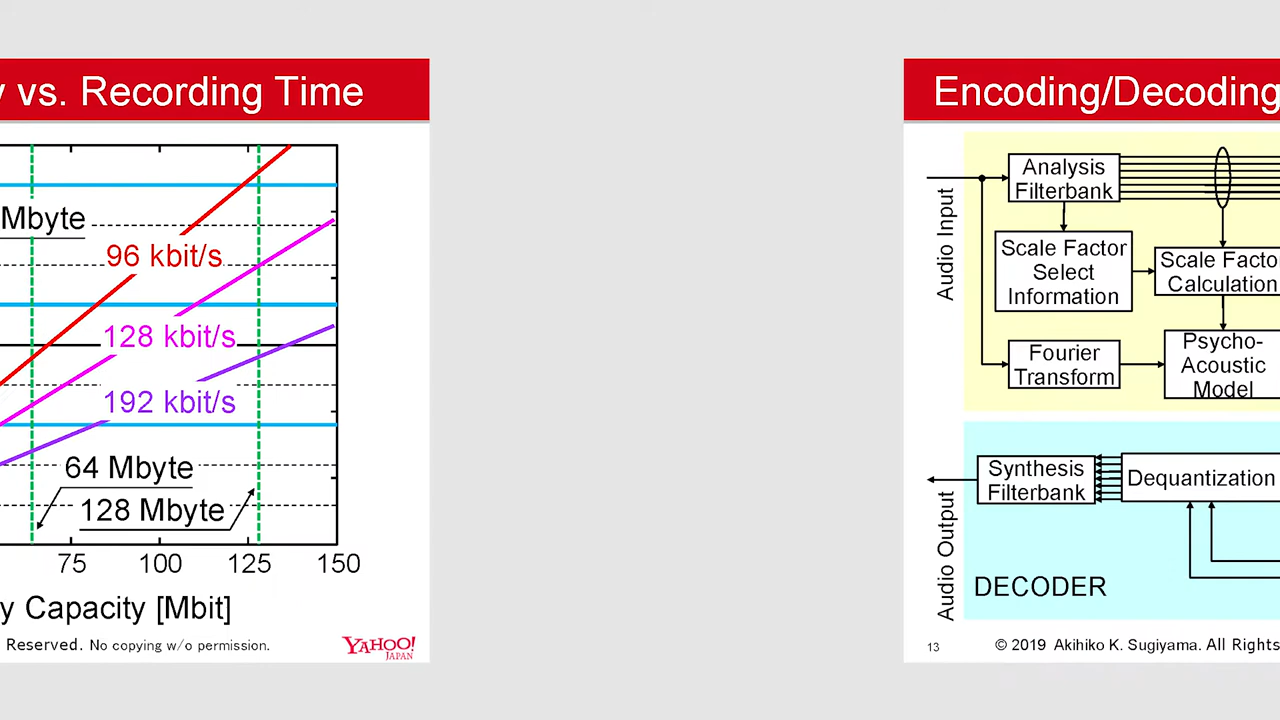 vs. Recording Time
Mbyte
96 kbit/s
128 kbit/s
192 kbit/s
64 Mbyte
128 Mbyte
75 100 125 150
y Capacity [Mbit]
Reserved. No copying w/o permission.
YAHOO!
JAPAN
Encoding/Decoding
Audio Input
Analysis
Filterbank
Scale Factor
Select
Information
Scale Facto
Calculation
Fourier
Transform
Psycho-
Acoustic
Model
Synthesis
Filterbank
Dequantization
Audio Output
DECODER
13 © 2019 Akihiko K. Sugiyama. All Rights